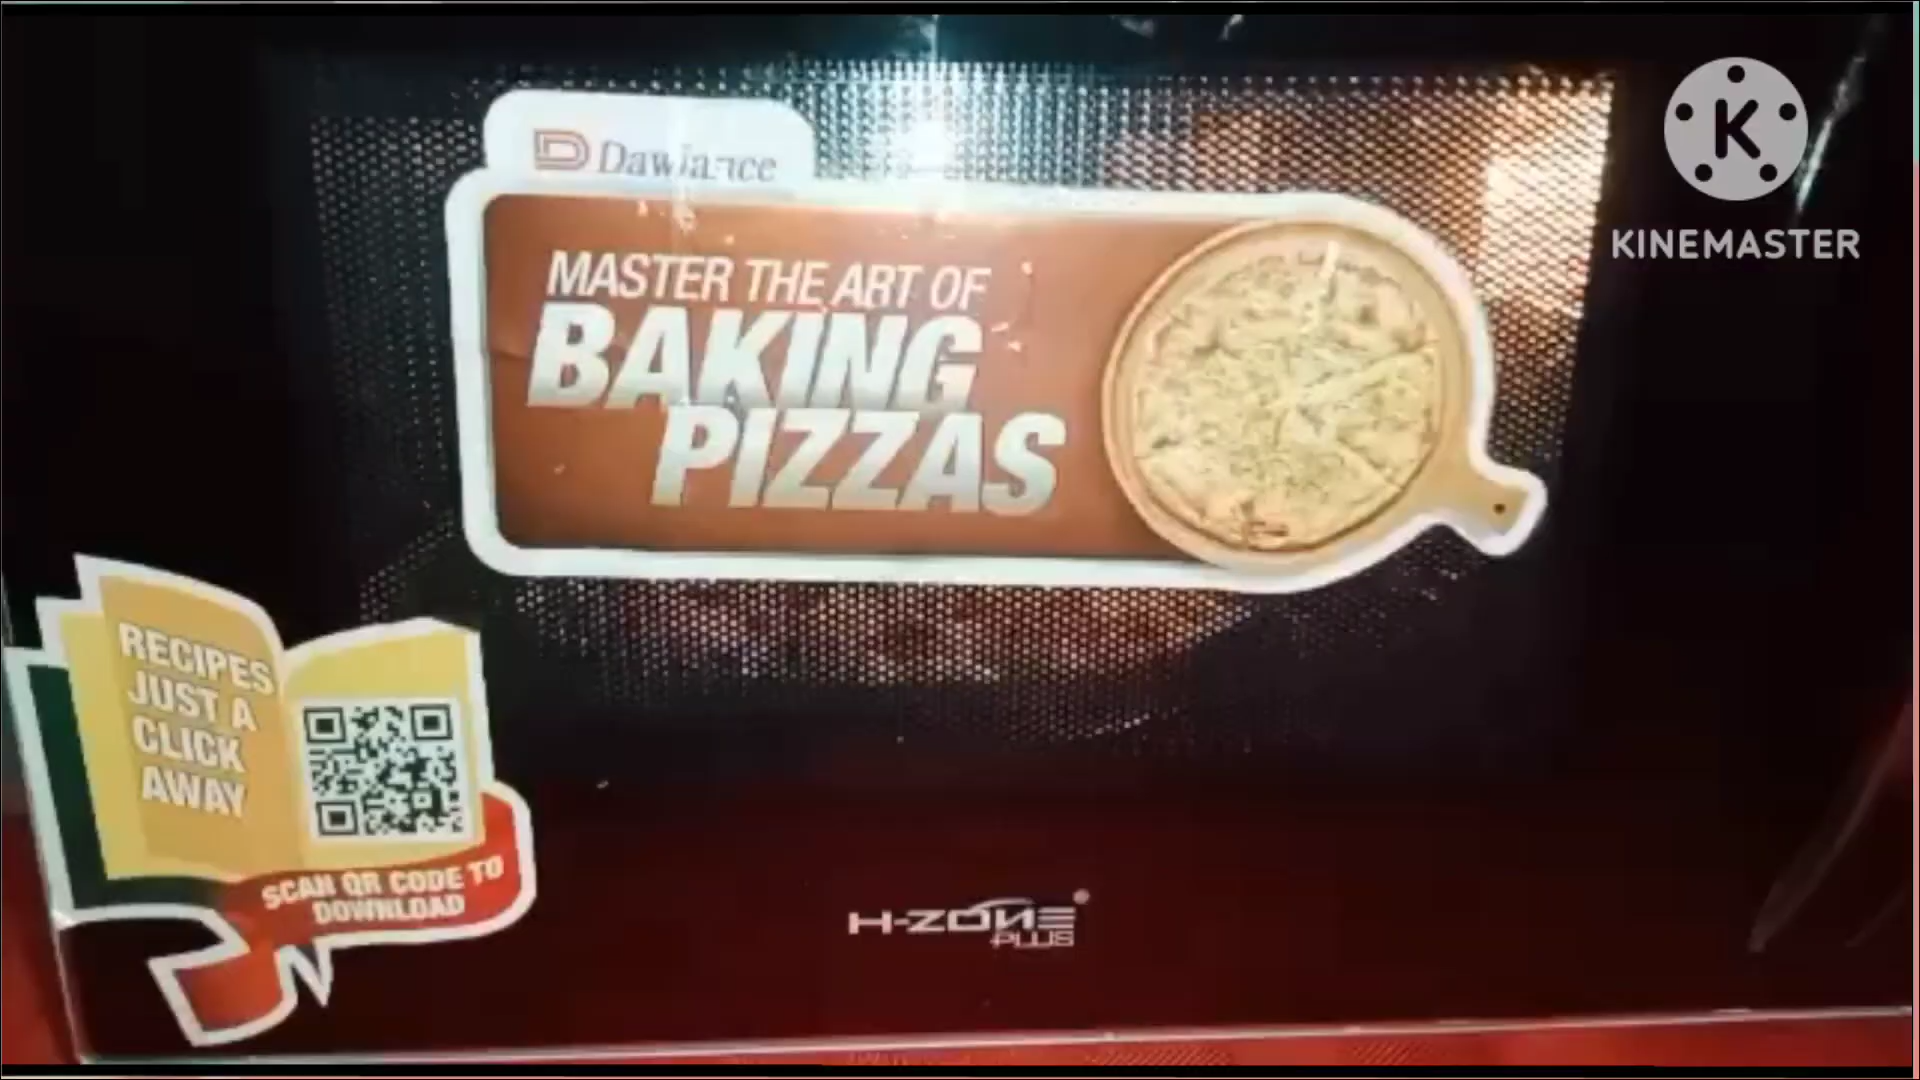 Dawlance
MASTER THE ART OF
BAKING
PIZZAS
K
KINEMASTER
RECIPES
JUST A
CLICK
AWAY
SCAN QR CODE TO
DOWNLOAD
H-ZONE
PLUS